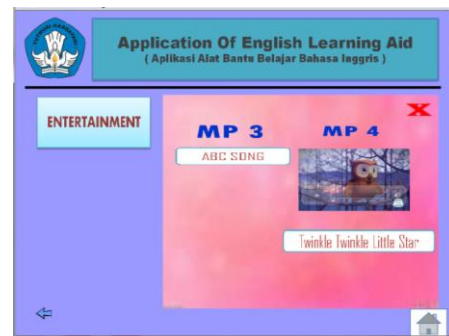 Application Of English Learning Aid
( Aplikasi Alat Bantu Belajar Bahasa Inggris )
ENTERTAINMENT
X
MP 3
MP 4
ABC SONG
Twinkle Twinkle Little Star